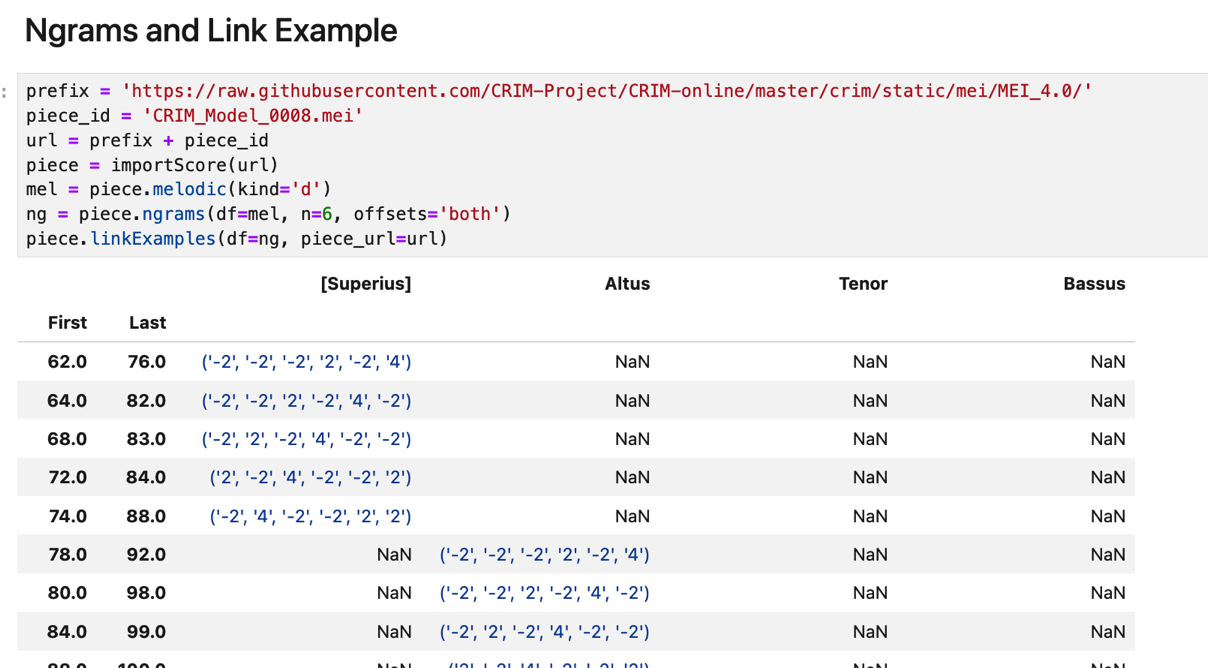 Ngrams and Link Example
:
prefix = 'https://raw.githubusercontent.com/CRIM-Project/CRIM-online/master/crim/static/mei/MEI_4.0/'
piece_id = 'CRIM_Model_0008.mei'
url = prefix + piece_id
piece = importScore(url)
mel = piece.melodic(kind='d')
ng = piece.ngrams(df=mel, n=6, offsets='both')
piece.linkExamples(df=ng, piece_url=url)
[Superius] Altus Tenor Bassus
First Last
62.0 76.0 ('-2', '-2', '-2', '2', '-2', '4') NaN NaN NaN
64.0 82.0 ('-2', '-2', '2', '-2', '4', '-2') NaN NaN NaN
68.0 83.0 ('-2', '2', '-2', '4', '-2', '-2') NaN NaN NaN
72.0 84.0 ('2', '-2', '4', '-2', '-2', '2') NaN NaN NaN
74.0 88.0 ('-2', '4', '-2', '-2', '2', '2') NaN NaN NaN
78.0 92.0 NaN ('-2', '-2', '-2', '2', '-2', '4') NaN NaN
80.0 98.0 NaN ('-2', '-2', '2', '-2', '4', '-2') NaN NaN
84.0 99.0 NaN ('-2', '2', '-2', '4', '-2', '-2') NaN NaN